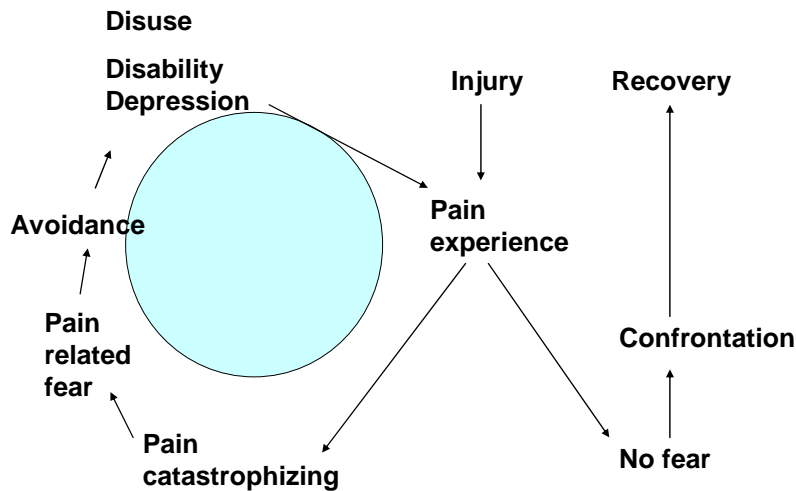 Disuse
Disability
Depression
Injury
Recovery
Avoidance
Pain
experience
Pain
related
fear
Confrontation
Pain
catastrophizing
No fear